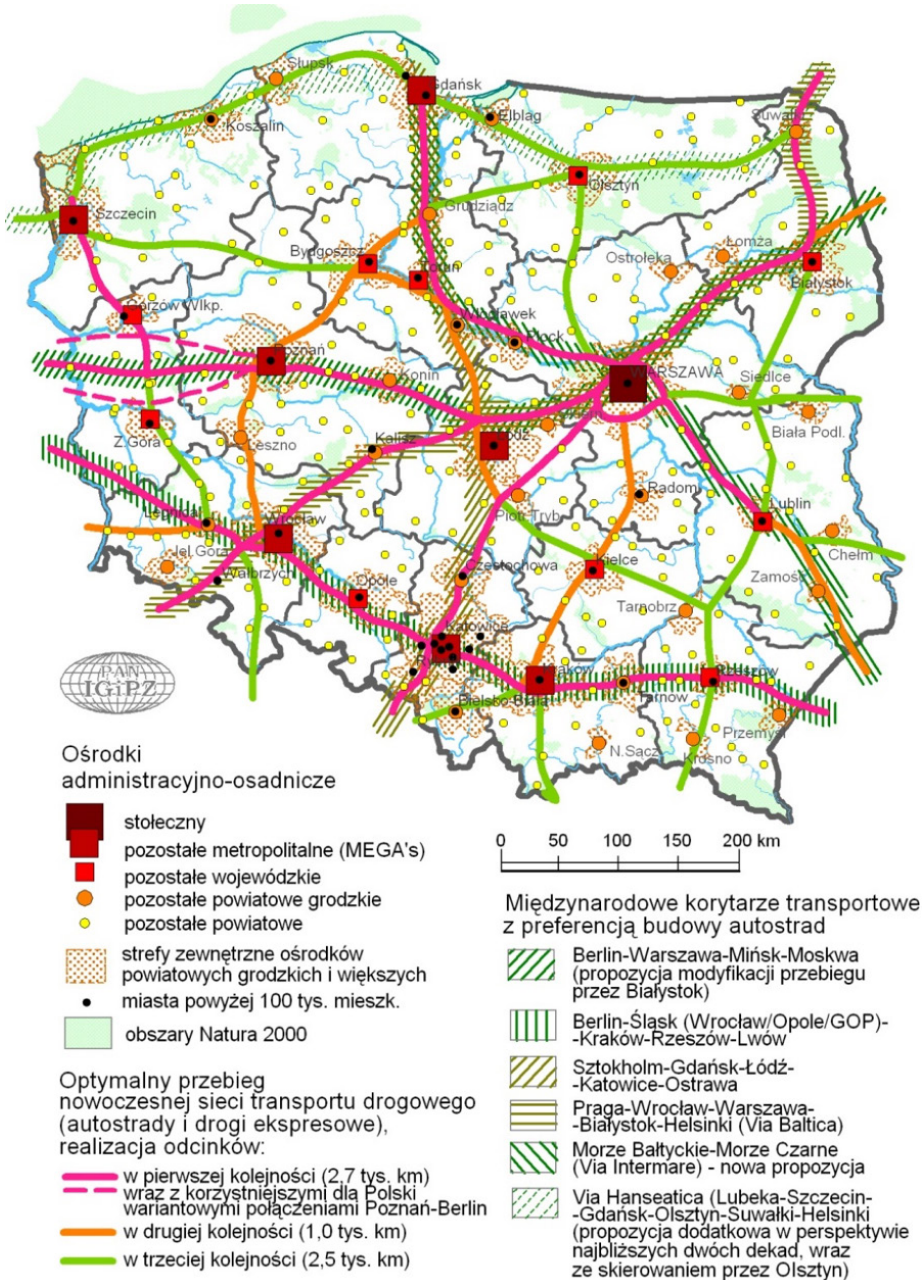 Słupsk
Gdańsk
Koszalin
Elbląg
Suwałki
Olsztyn
Szczecin
Grudziądz
Bydgoszcz
Toruń
Ostrołęka
Łomża
Białystok
Gorzów Wlkp.
Włocławek
Płock
Poznań
WARSZAWA
Konin
Siedlce
Biała Podl.
Z.Góra
Leszno
Kalisz
Łódź
Radom
Lublin
Legnica
Wrocław
Piotr.Tryb.
Chełm
Jel.Góra
Wałbrzych
Częstochowa
Kielce
Zamość
Opole
Tarnobrz.
Katowice
Kraków
Rzeszów
Tarnów
Bielsko-Biała
Przemyśl
N.Sącz
Krosno
PAN
IGiPZ
Ośrodki
administracyjno-osadnicze
stołeczny
pozostałe metropolitalne (MEGA's)
pozostałe wojewódzkie
pozostałe powiatowe grodzkie
pozostałe powiatowe
strefy zewnętrzne ośrodków
powiatowych grodzkich i większych
miasta powyżej 100 tys. mieszk.
obszary Natura 2000
Optymalny przebieg
nowoczesnej sieci transportu drogowego
(autostrady i drogi ekspresowe),
realizacja odcinków:
w pierwszej kolejności (2,7 tys. km)
wraz z korzystniejszymi dla Polski
wariantowymi połączeniami Poznań-Berlin
w drugiej kolejności (1,0 tys. km)
w trzeciej kolejności (2,5 tys. km)
0 50 100 150 200 km
Międzynarodowe korytarze transportowe
z preferencją budowy autostrad
Berlin-Warszawa-Mińsk-Moskwa
(propozycja modyfikacji przebiegu
przez Białystok)
Berlin-Śląsk (Wrocław/Opole/GOP)-
-Kraków-Rzeszów-Lwów
Sztokholm-Gdańsk-Łódź-
-Katowice-Ostrawa
Praga-Wrocław-Warszawa-
-Białystok-Helsinki (Via Baltica)
Morze Bałtyckie-Morze Czarne
(Via Intermare) - nowa propozycja
Via Hanseatica (Lubeka-Szczecin-
-Gdańsk-Olsztyn-Suwałki-Helsinki
(propozycja dodatkowa w perspektywie
najbliższych dwóch dekad, wraz
ze skierowaniem przez Olsztyn)